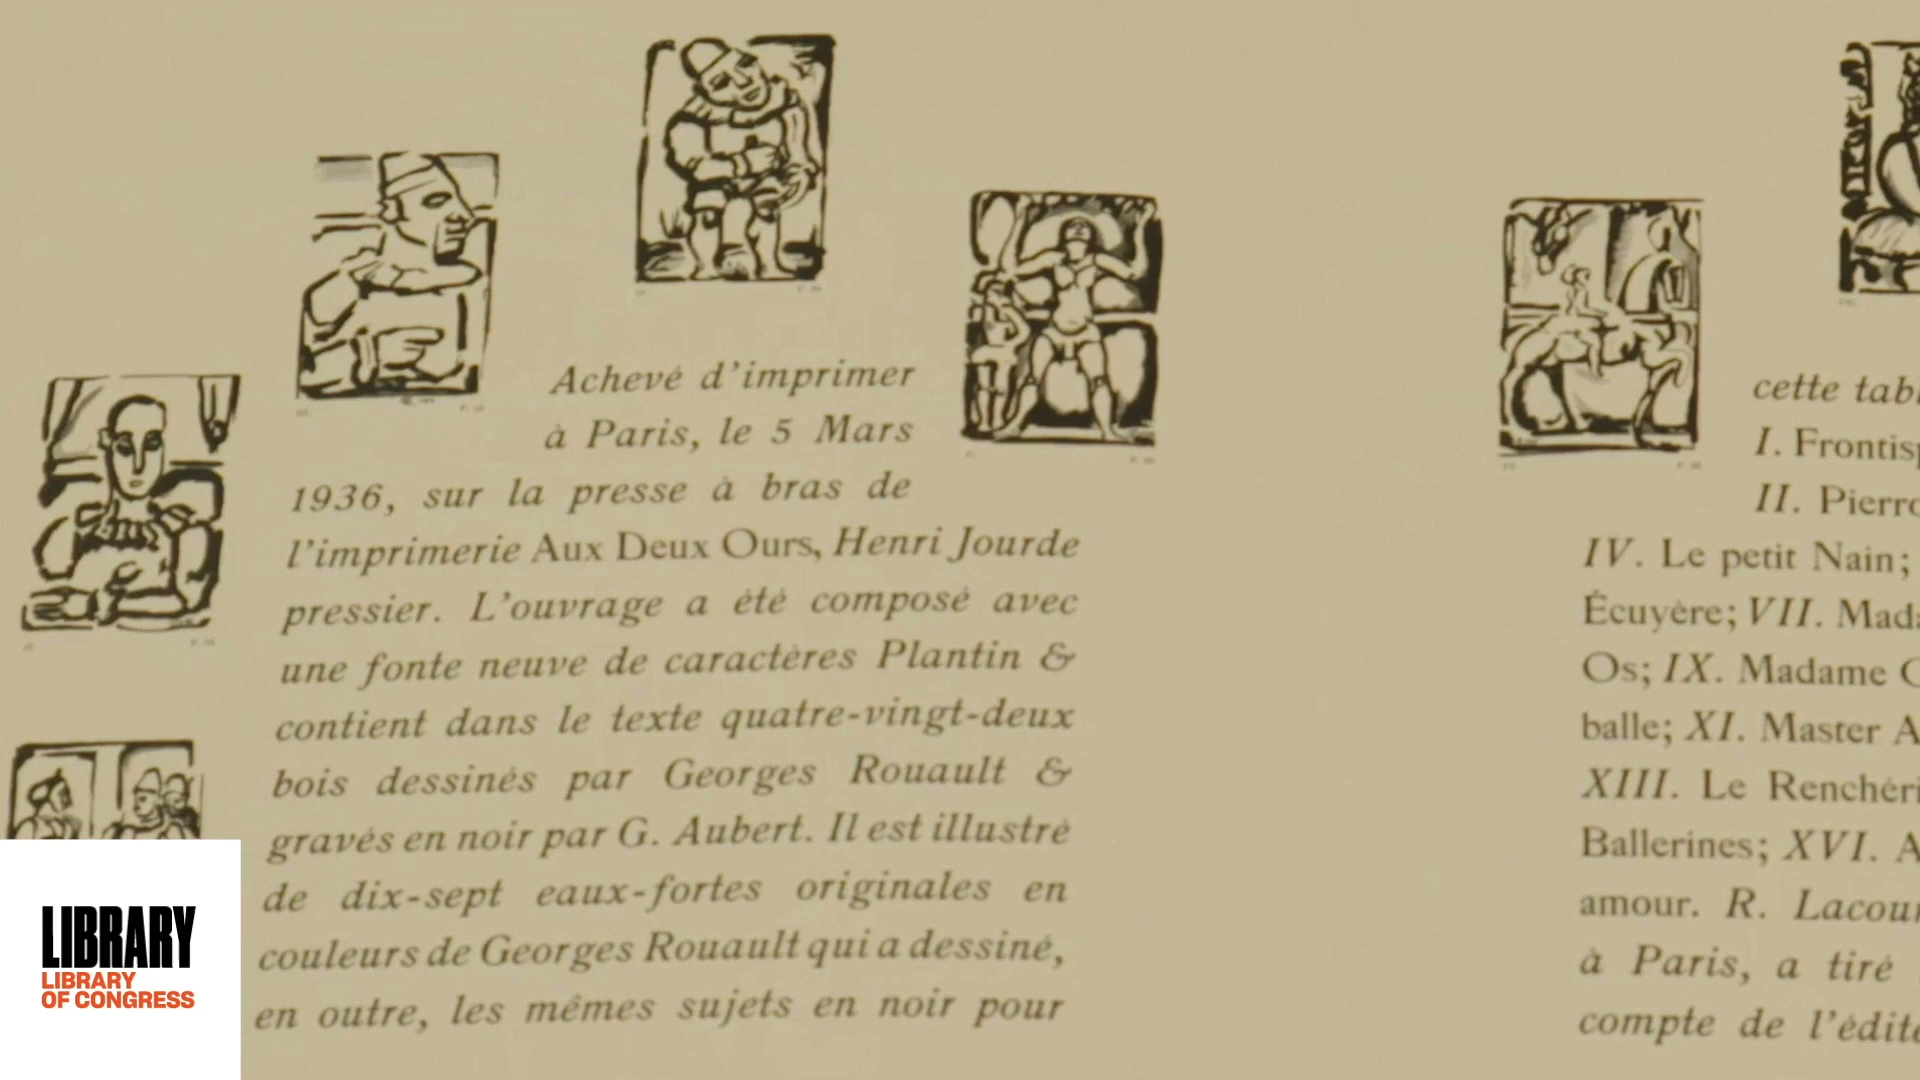 Achevé d'imprimer
à Paris, le 5 Mars
1936, sur la presse à bras de
l'imprimerie Aux Deux Ours, Henri Jourde
pressier. L'ouvrage a été composé avec
une fonte neuve de caractères Plantin &
contient dans le texte quatre-vingt-deux
bois dessinés par Georges Rouault &
gravés en noir par G. Aubert. Il est illustré
de dix-sept eaux-fortes originales en
couleurs de Georges Rouault qui a dessiné,
en outre, les mêmes sujets en noir pour
cette tabl
I. Frontisp
II. Pierro
IV. Le petit Nain;
Écuyère; VII. Mada
Os; IX. Madame C
balle; XI. Master A
XIII. Le Renchéri
Ballerines; XVI. A
amour. R. Lacour
à Paris, a tiré
compte de l'édite
LIBRARY
LIBRARY
OF CONGRESS